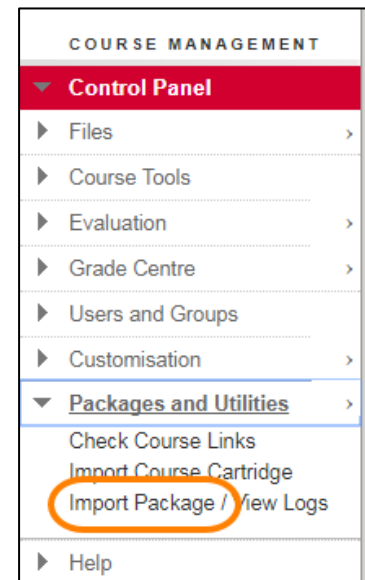 COURSE MANAGEMENT
Control Panel
Files
Course Tools
Evaluation
Grade Centre
Users and Groups
Customisation
Packages and Utilities
Check Course Links
Import Course Cartridge
Import Package / View Logs
Help